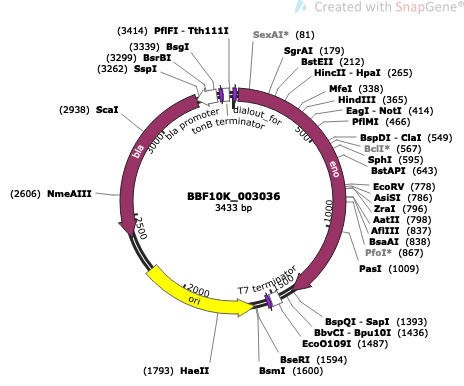 Created with SnapGene®
(3414) PflFI - Tth111I
(3339) BsgI
(3299) BsrBI
(3262) SspI
(2938) ScaI
(2606) NmeAIII
SexAI* (81)
SgrAI (179)
BstEII (212)
HincII - HpaI (265)
MfeI (338)
HindIII (365)
EagI - NotI (414)
PflMI (466)
BspDI - ClaI (549)
BclI* (567)
SphI (595)
BstAPI (643)
EcoRV (778)
AsiSI (786)
ZraI (796)
AatII (798)
AflIII (837)
BsaAI (838)
PfoI* (867)
PasI (1009)
BspQI - SapI (1393)
BbvCI - Bpu10I (1436)
EcoO109I (1487)
BseRI (1594)
BsmI (1600)
(1793) HaeII
bla promoter
dialout_for
tonB terminator
bla
eno
ori
T7 terminator
500
1000
1500
2000
2500
3000
BBF10K_003036
3433 bp